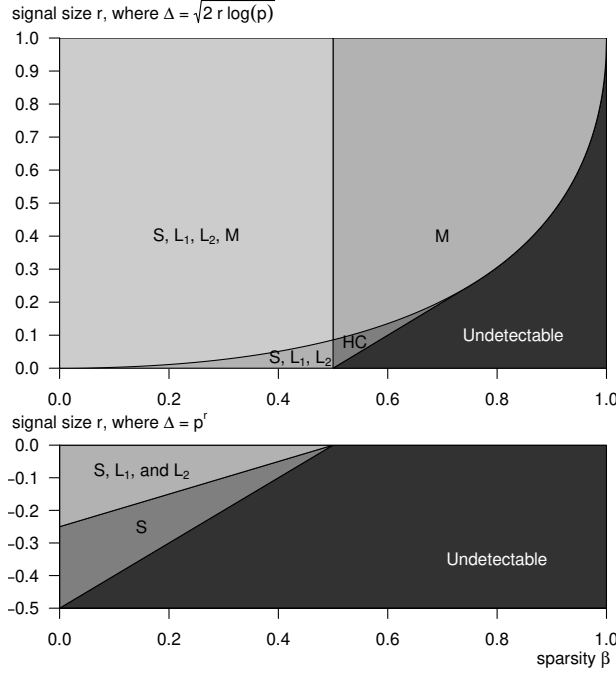 signal size r, where Δ = √2 r log(p)
1.0
0.9
0.8
0.7
0.6
0.5
0.4
0.3
0.2
0.1
0.0
S, L₁, L₂, M
M
HC
S, L₁, L₂
Undetectable
0.0 0.2 0.4 0.6 0.8 1.0
signal size r, where Δ = pʳ
0.0
−0.1
−0.2
−0.3
−0.4
−0.5
S, L₁, and L₂
S
Undetectable
0.0 0.2 0.4 0.6 0.8 1.0
sparsity β